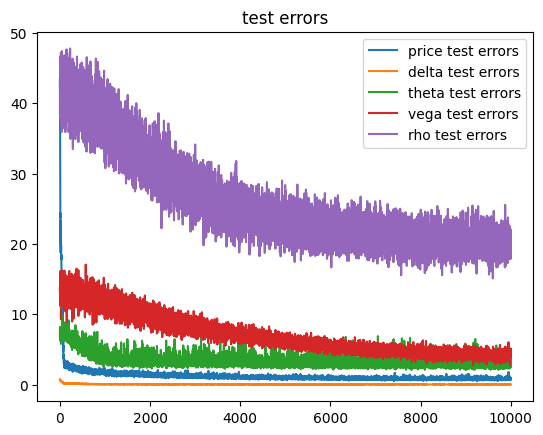 test errors
50
40
30
20
10
0
price test errors
delta test errors
theta test errors
vega test errors
rho test errors
0 2000 4000 6000 8000 10000